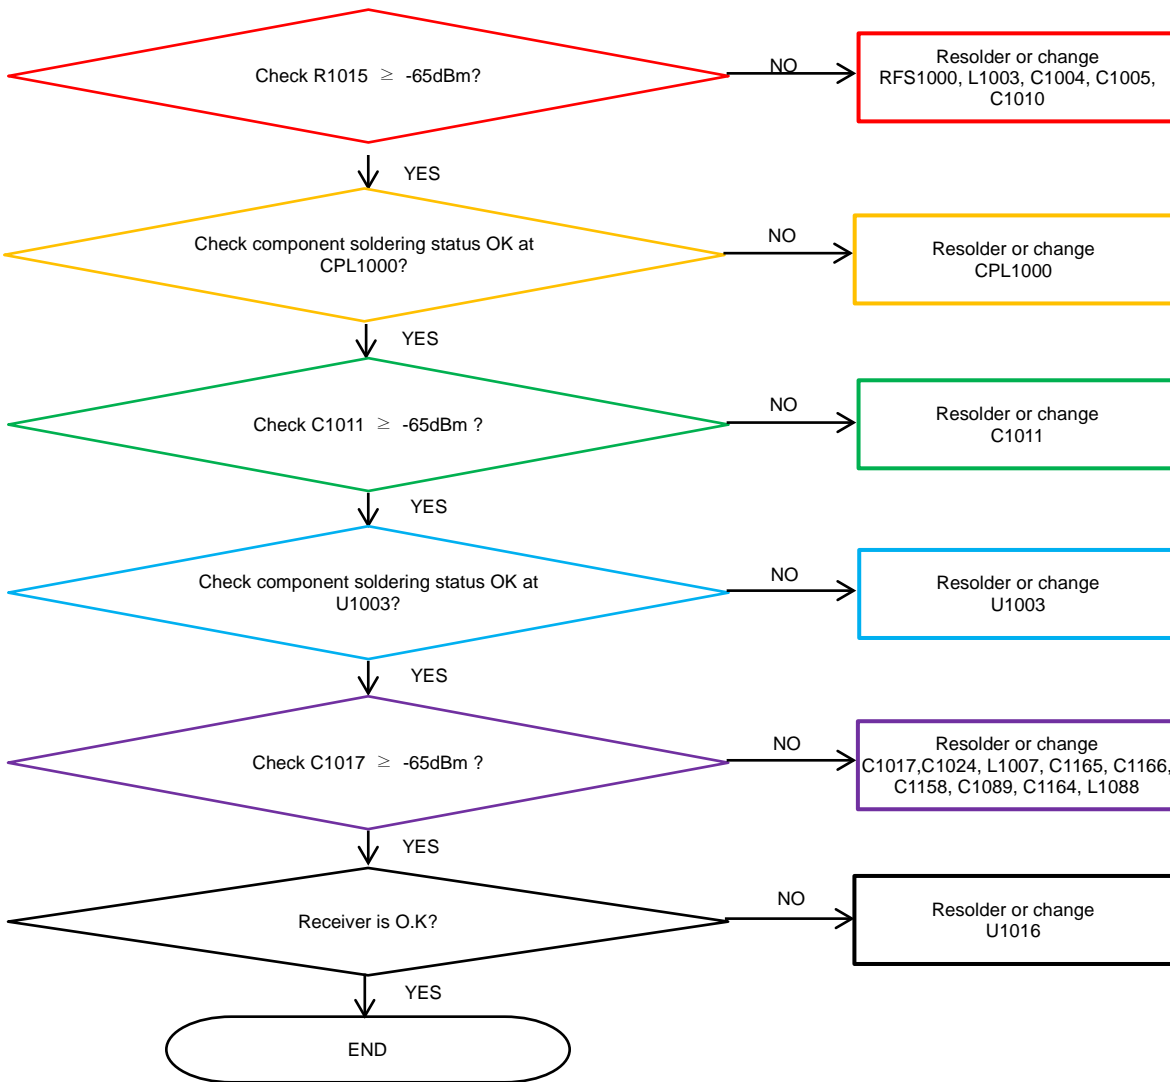 Check R1015 ≥ -65dBm?
NO
Resolder or change
RFS1000, L1003, C1004, C1005,
C1010
YES
Check component soldering status OK at
CPL1000?
NO
Resolder or change
CPL1000
YES
Check C1011 ≥ -65dBm ?
NO
Resolder or change
C1011
YES
Check component soldering status OK at
U1003?
NO
Resolder or change
U1003
YES
Check C1017 ≥ -65dBm ?
NO
Resolder or change
C1017,C1024, L1007, C1165, C1166,
C1158, C1089, C1164, L1088
YES
Receiver is O.K?
NO
Resolder or change
U1016
YES
END